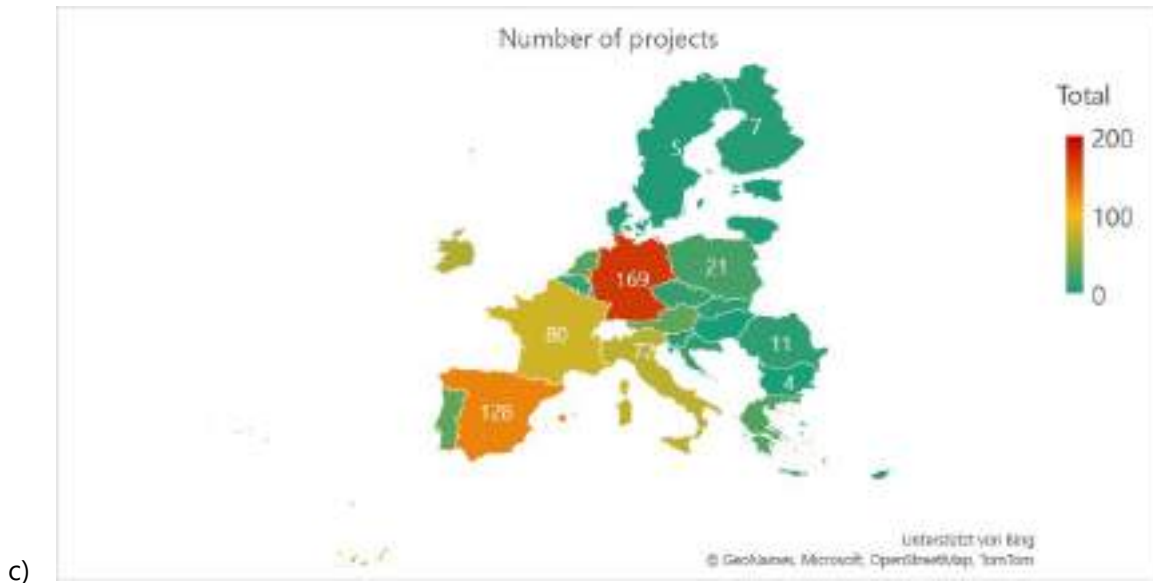 Number of projects
Total
200
100
0
7
5
169
21
80
11
4
128
Unterstützt von Bing
© GeoNames, Microsoft, OpenStreetMap, TomTom
c)